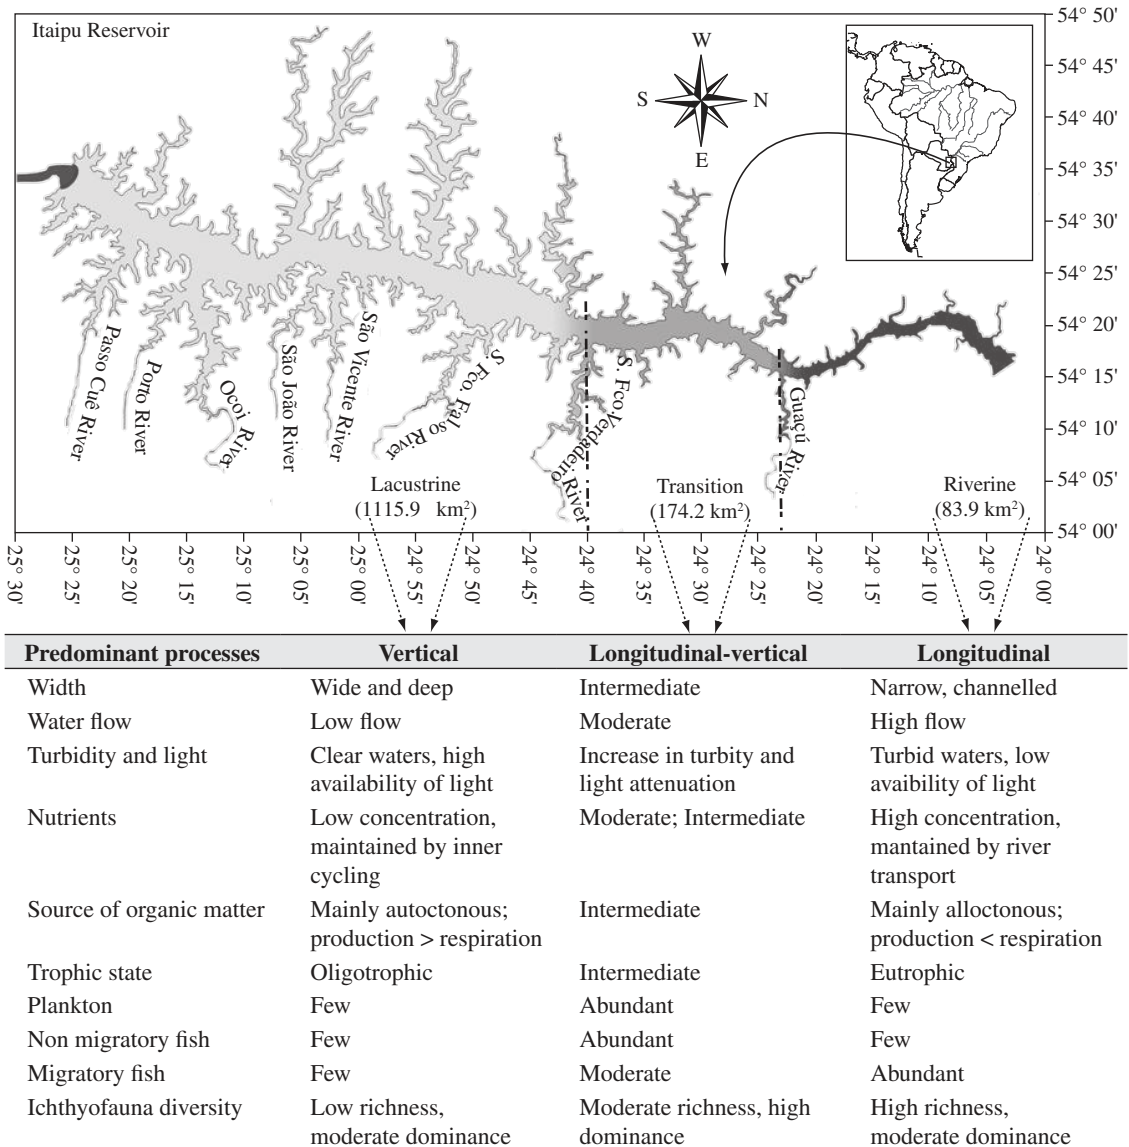 Itaipu Reservoir
W
S
N
E
54° 50'
54° 45'
54° 40'
54° 35'
54° 30'
54° 25'
54° 20'
54° 15'
54° 10'
54° 05'
54° 00'
Passo Cuê River
Porto River
Ocoi River
São João River
São Vicente River
S. Fco. Falso River
S. Fco. Verdadeiro River
Guaçú River
Lacustrine
(1115.9 km²)
Transition
(174.2 km²)
Riverine
(83.9 km²)
25° 30'
25° 25'
25° 20'
25° 15'
25° 10'
25° 05'
25° 00'
24° 55'
24° 50'
24° 45'
24° 40'
24° 35'
24° 30'
24° 25'
24° 20'
24° 15'
24° 10'
24° 05'
24° 00'
Predominant processes Vertical Longitudinal-vertical Longitudinal
Width Wide and deep Intermediate Narrow, channelled
Water flow Low flow Moderate High flow
Turbidity and light Clear waters, high Increase in turbity and Turbid waters, low
availability of light light attenuation avaibility of light
Nutrients Low concentration, Moderate; Intermediate High concentration,
maintained by inner mantained by river
cycling transport
Source of organic matter Mainly autoctonous; Intermediate Mainly alloctonous;
production > respiration production < respiration
Trophic state Oligotrophic Intermediate Eutrophic
Plankton Few Abundant Few
Non migratory fish Few Abundant Few
Migratory fish Few Moderate Abundant
Ichthyofauna diversity Low richness, Moderate richness, high High richness,
moderate dominance dominance moderate dominance